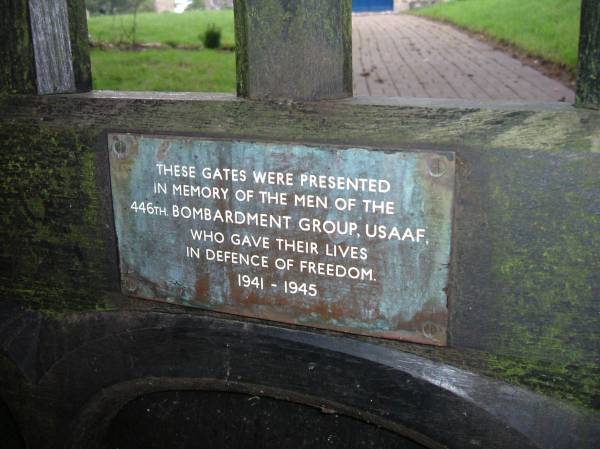 THESE GATES WERE PRESENTED
IN MEMORY OF THE MEN OF THE
446TH. BOMBARDMENT GROUP, USAAF,
WHO GAVE THEIR LIVES
IN DEFENCE OF FREEDOM.
1941 - 1945